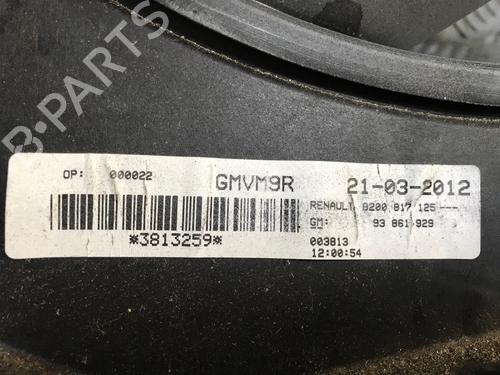 B-PARTS
OP: 000022 GMVM9R 21-03-2012
RENAULT 8200 817 125 ---
GM: 93 861 929
*3813259* 003813
12:00:54